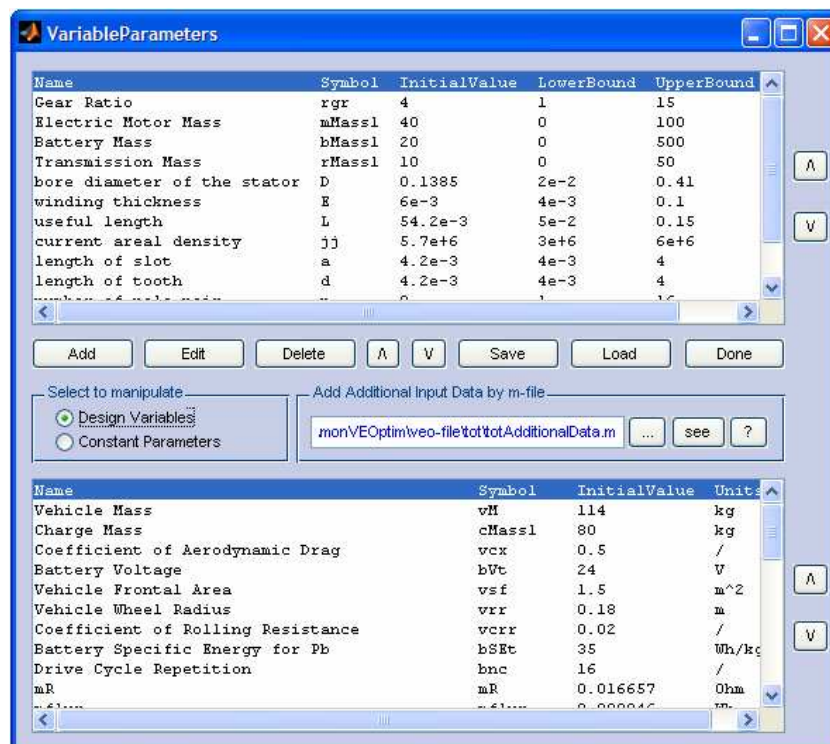 VariableParameters
Name Symbol InitialValue LowerBound UpperBound
Gear Ratio rgr 4 1 15
Electric Motor Mass mMassl 40 0 100
Battery Mass bMassl 20 0 500
Transmission Mass rMassl 10 0 50
bore diameter of the stator D 0.1385 2e-2 0.41
winding thickness E 6e-3 4e-3 0.1
useful length L 54.2e-3 5e-2 0.15
current areal density jj 5.7e+6 3e+6 6e+6
length of slot a 4.2e-3 4e-3 4
length of tooth d 4.2e-3 4e-3 4
Λ
V
Add Edit Delete Λ V Save Load Done
Select to manipulate
Design Variables
Constant Parameters
Add Additional Input Data by m-file
monVEOptim\veo-file\tot\totAdditionalData.m ... see ?
Name Symbol InitialValue Units
Vehicle Mass vM 114 kg
Charge Mass cMassl 80 kg
Coefficient of Aerodynamic Drag vcx 0.5 /
Battery Voltage bVt 24 V
Vehicle Frontal Area vsf 1.5 m^2
Vehicle Wheel Radius vrr 0.18 m
Coefficient of Rolling Resistance vcrr 0.02 /
Battery Specific Energy for Pb bSEt 35 Wh/kg
Drive Cycle Repetition bnc 16 /
mR mR 0.016657 Ohm
Λ
V